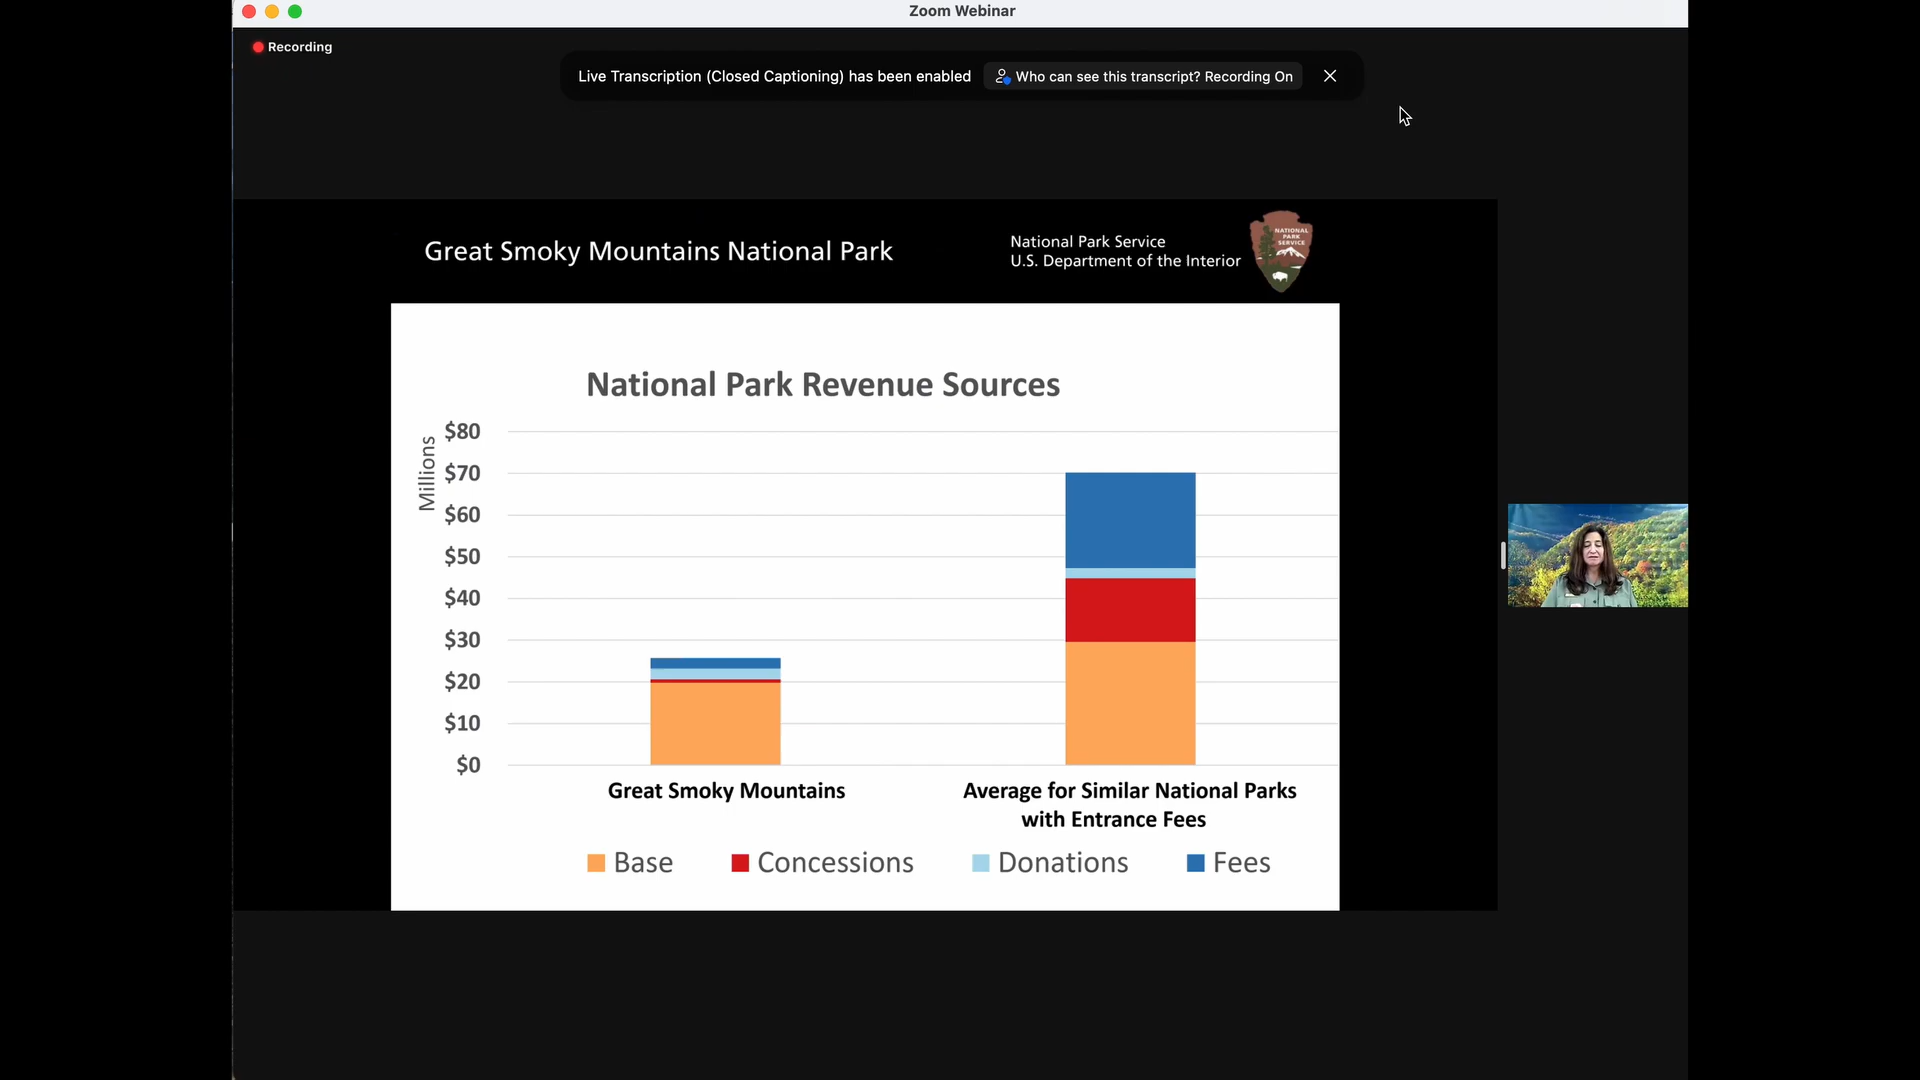 Zoom Webinar
Recording
Live Transcription (Closed Captioning) has been enabled
Who can see this transcript? Recording On
Great Smoky Mountains National Park
National Park Service
U.S. Department of the Interior
NATIONAL
PARK
SERVICE
National Park Revenue Sources
Millions
$80
$70
$60
$50
$40
$30
$20
$10
$0
Great Smoky Mountains
Average for Similar National Parks
with Entrance Fees
Base
Concessions
Donations
Fees